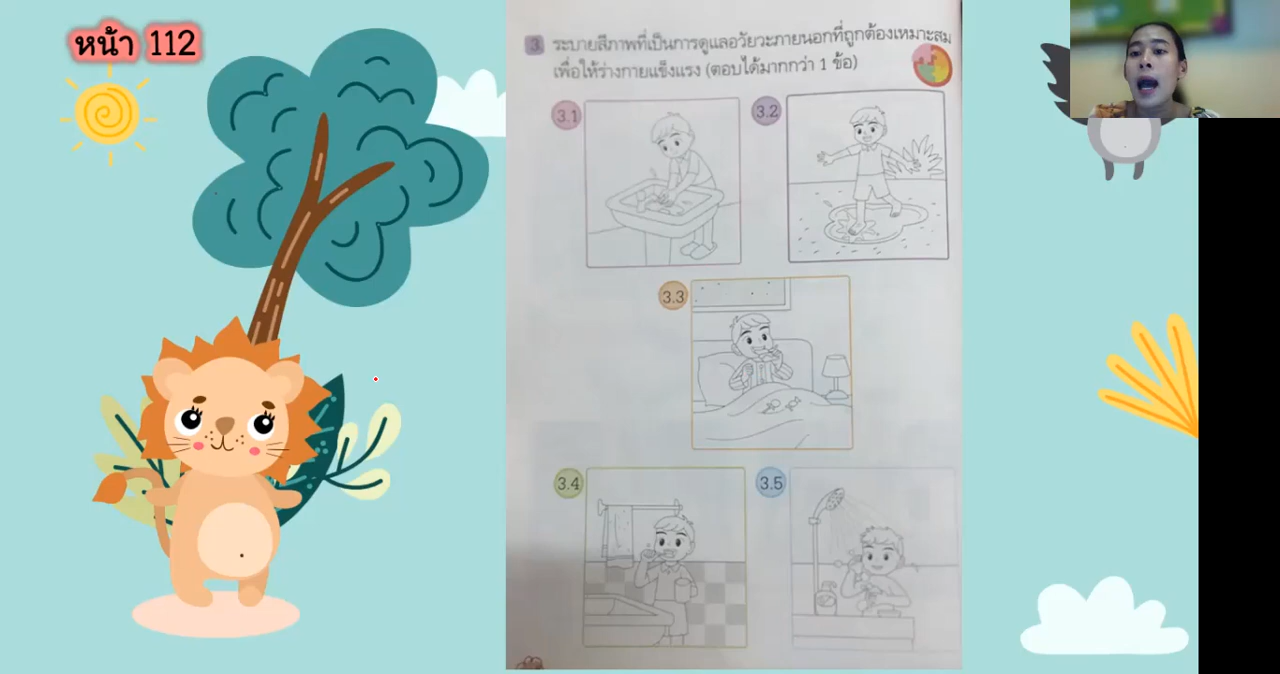 หน้า 112
3. ระบายสีภาพที่เป็นการดูแลอวัยวะภายนอกที่ถูกต้องเหมาะสม
เพื่อให้ร่างกายแข็งแรง (ตอบได้มากกว่า 1 ข้อ)
3.1
3.2
3.3
3.4
3.5